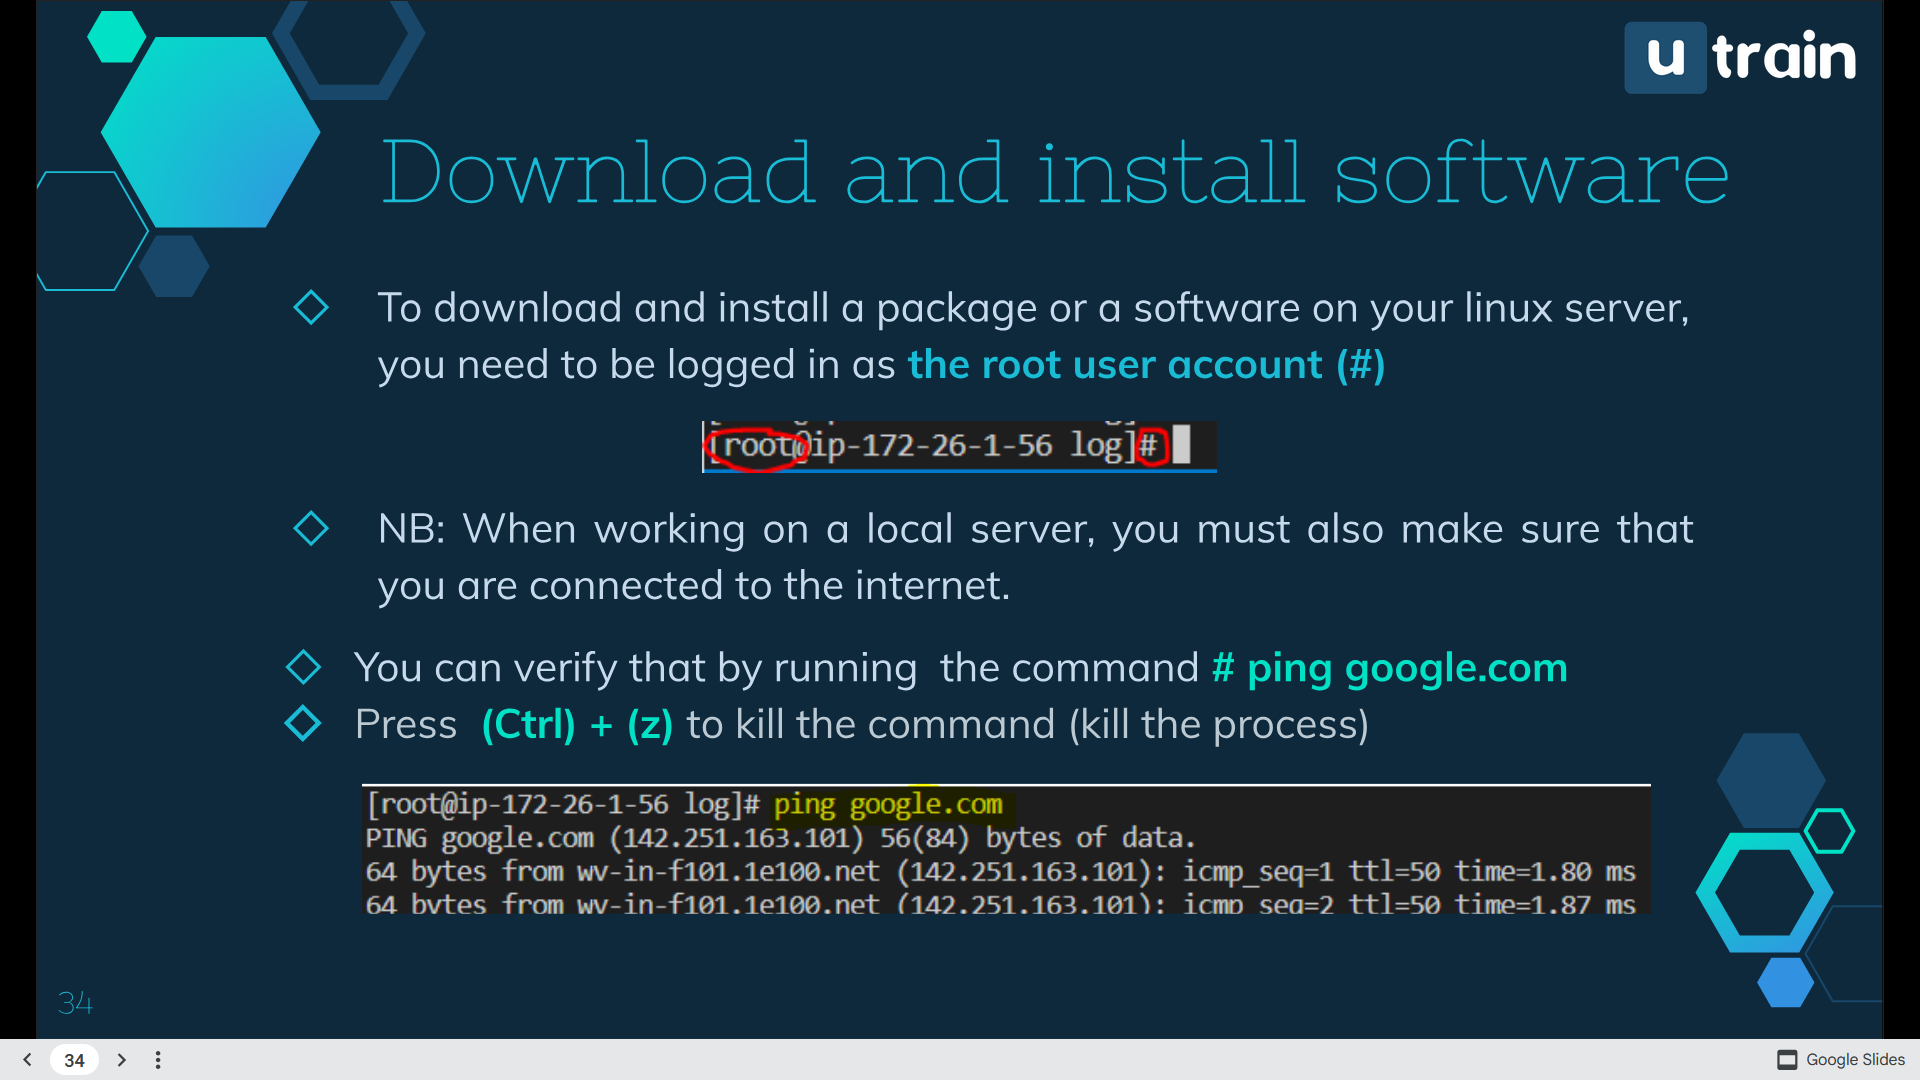 u train
Download and install software
To download and install a package or a software on your linux server,
you need to be logged in as the root user account (#)
[root@ip-172-26-1-56 log]#
NB: When working on a local server, you must also make sure that
you are connected to the internet.
You can verify that by running the command # ping google.com
Press (Ctrl) + (z) to kill the command (kill the process)
[root@ip-172-26-1-56 log]# ping google.com
PING google.com (142.251.163.101) 56(84) bytes of data.
64 bytes from wv-in-f101.1e100.net (142.251.163.101): icmp_seq=1 ttl=50 time=1.80 ms
64 bytes from wv-in-f101.1e100.net (142.251.163.101): icmp_seq=2 ttl=50 time=1.87 ms
34
34
Google Slides